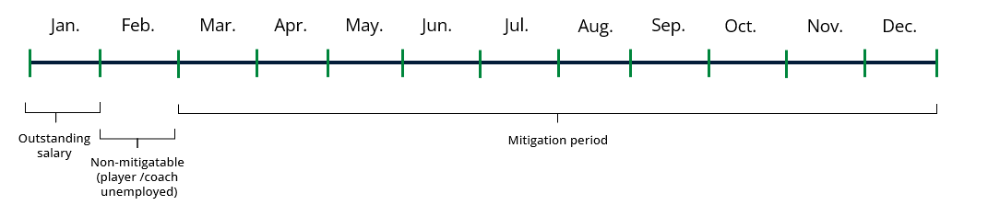 Jan. Feb. Mar. Apr. May. Jun. Jul. Aug. Sep. Oct. Nov. Dec.
Outstanding
salary
Non-mitigatable
(player /coach
unemployed)
Mitigation period